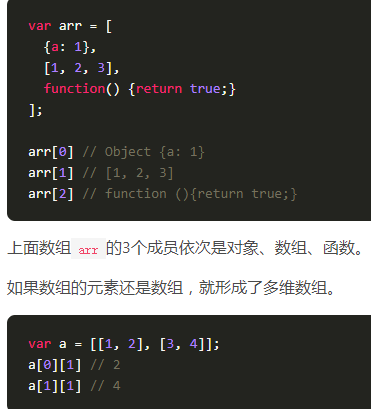 var arr = [
  {a: 1},
  [1, 2, 3],
  function() {return true;}
];

arr[0] // Object {a: 1}
arr[1] // [1, 2, 3]
arr[2] // function (){return true;}
上面数组 arr 的3个成员依次是对象、数组、函数。
如果数组的元素还是数组，就形成了多维数组。
var a = [[1, 2], [3, 4]];
a[0][1] // 2
a[1][1] // 4